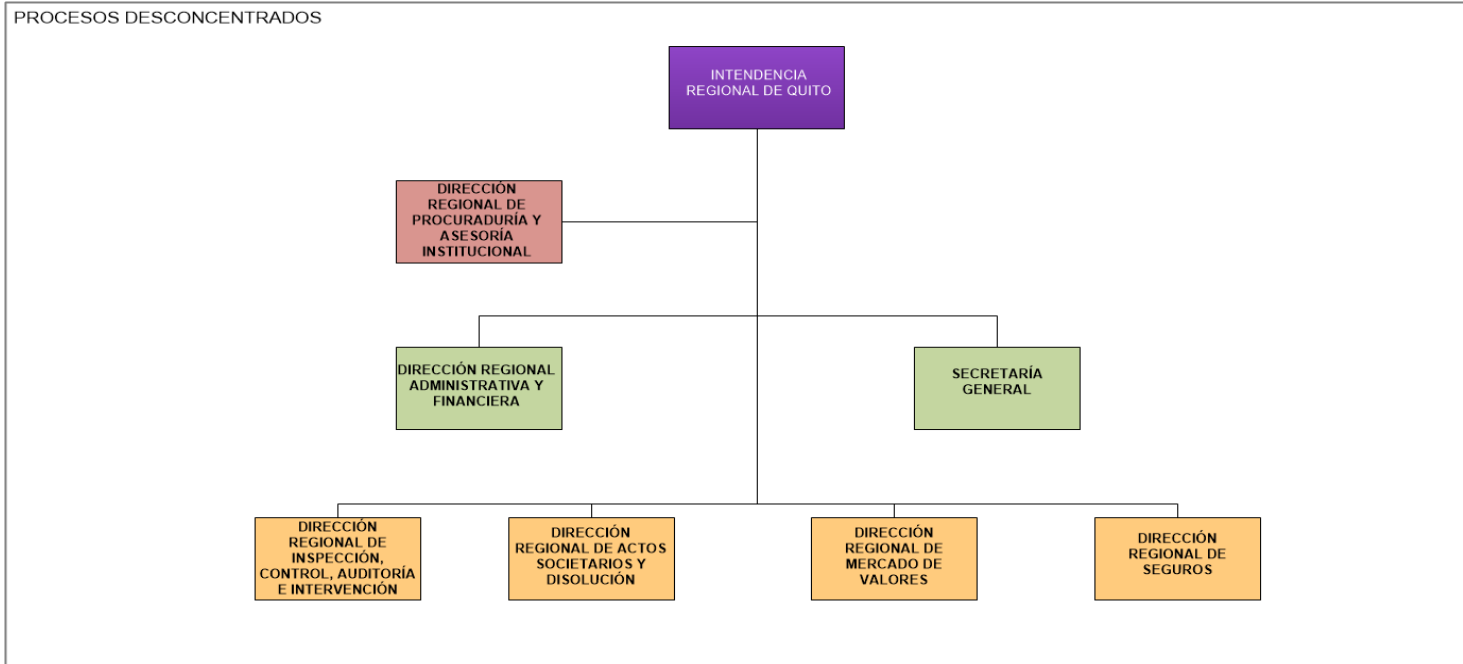 PROCESOS DESCONCENTRADOS
INTENDENCIA
REGIONAL DE QUITO
DIRECCIÓN
REGIONAL DE
PROCURADURÍA Y
ASESORÍA
INSTITUCIONAL
DIRECCIÓN REGIONAL
ADMINISTRATIVA Y
FINANCIERA
SECRETARÍA
GENERAL
DIRECCIÓN
REGIONAL DE
INSPECCIÓN,
CONTROL, AUDITORÍA
E INTERVENCIÓN
DIRECCIÓN
REGIONAL DE ACTOS
SOCIETARIOS Y
DISOLUCIÓN
DIRECCIÓN
REGIONAL DE
MERCADO DE
VALORES
DIRECCIÓN
REGIONAL DE
SEGUROS